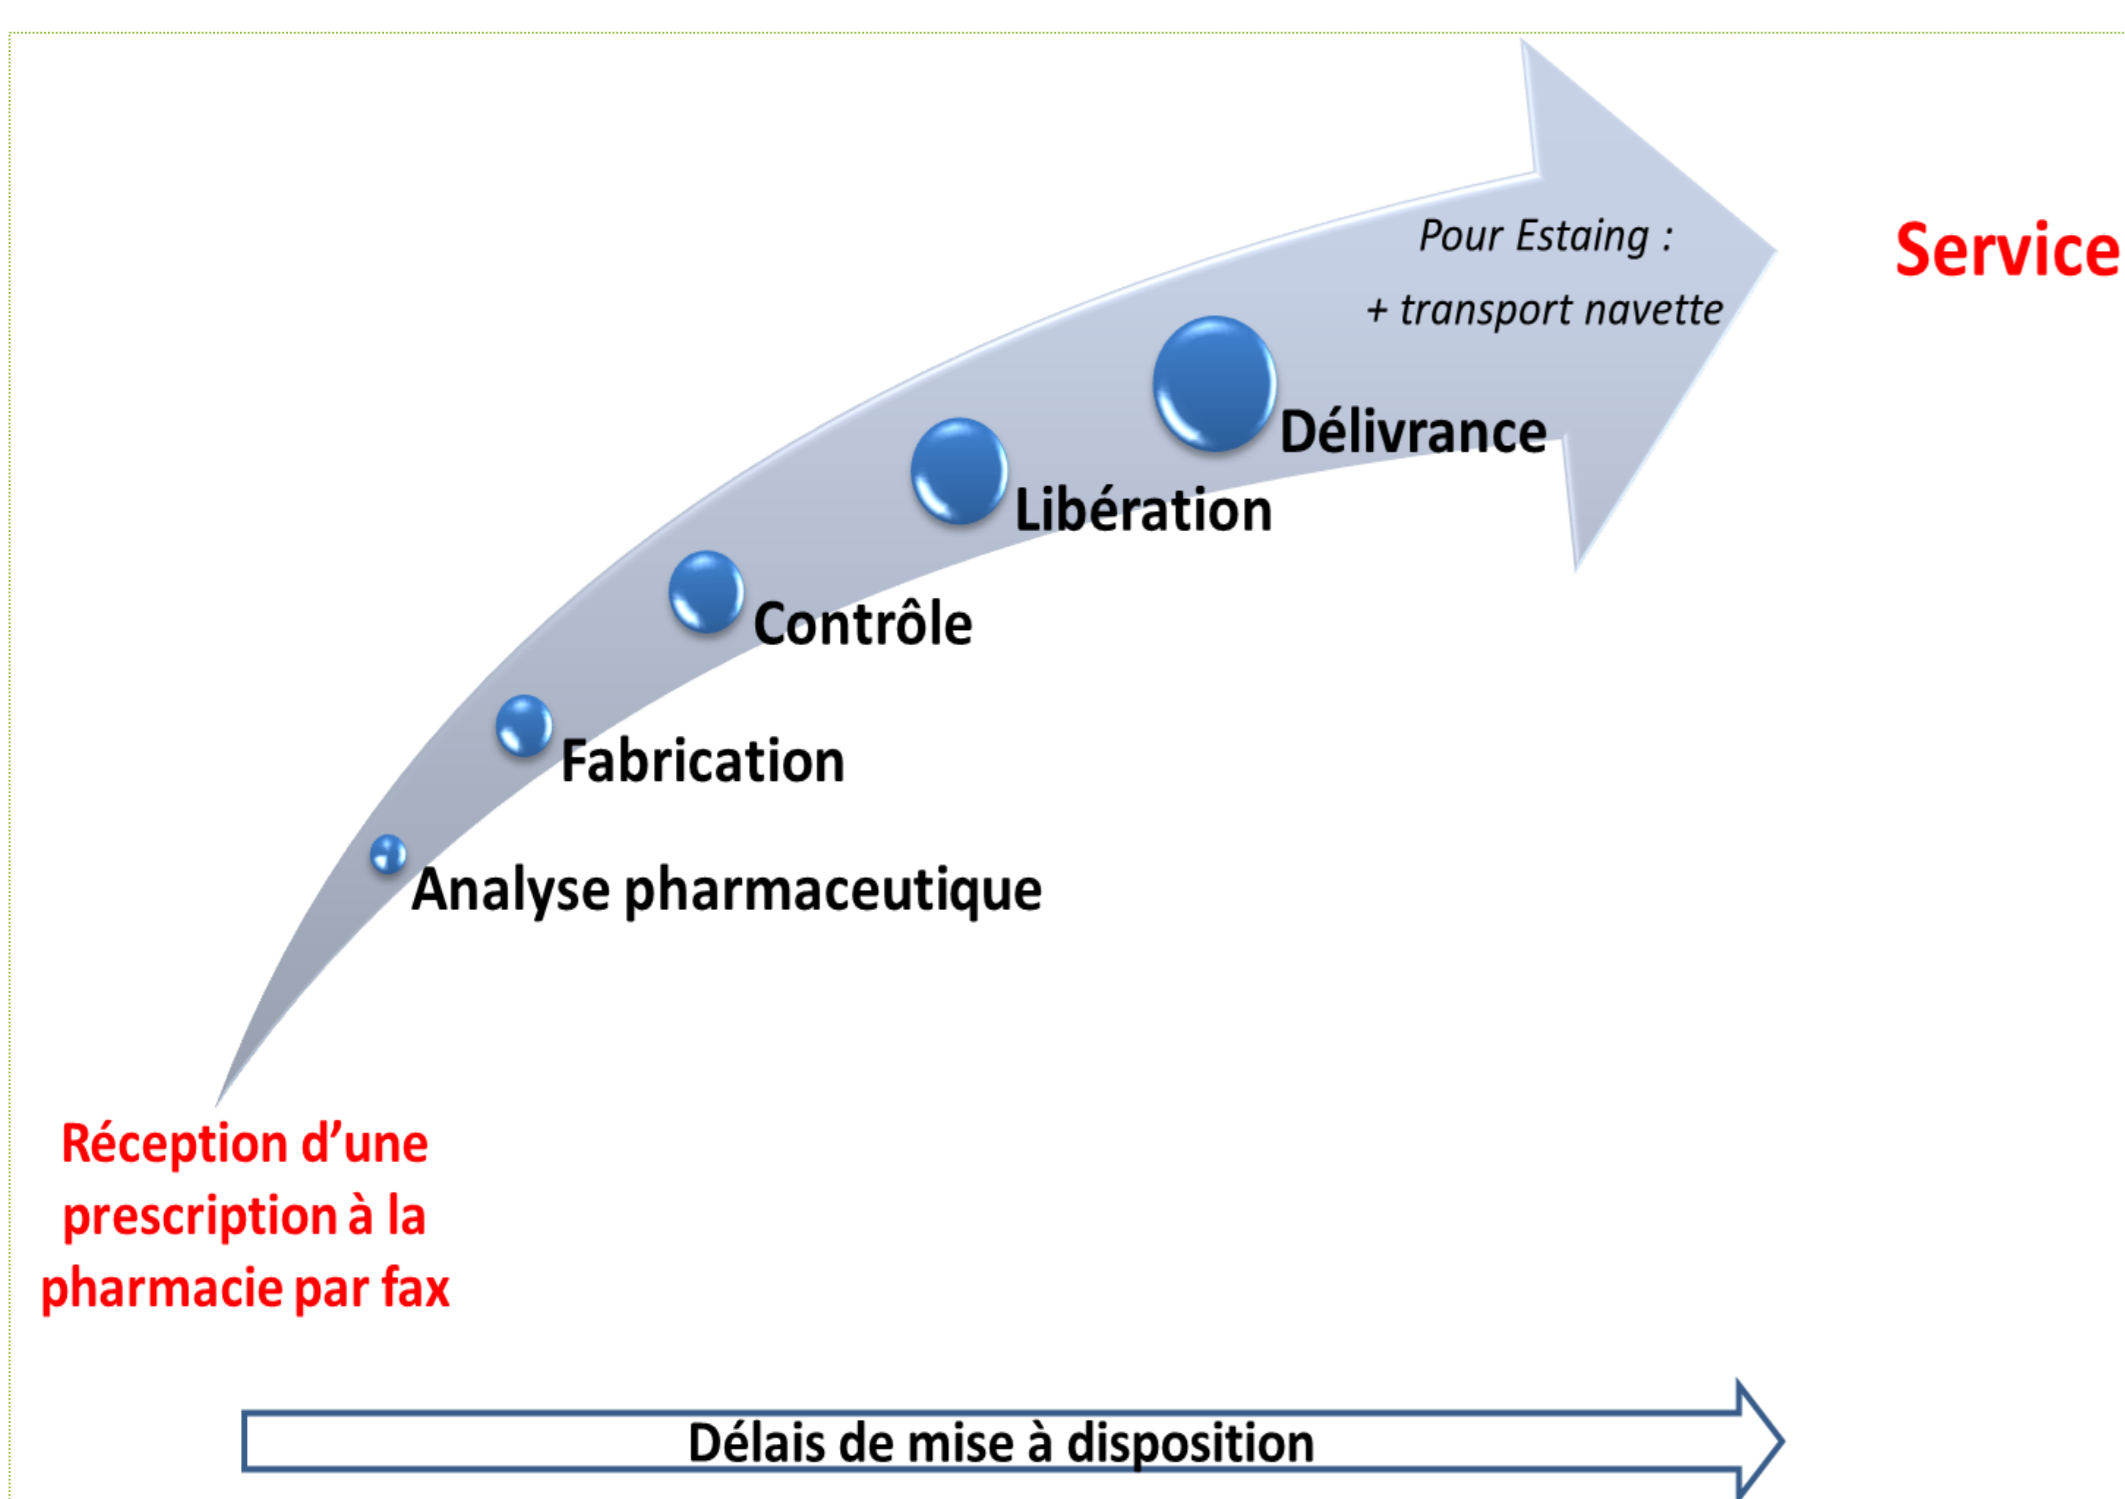 Pour Estaing :
+ transport navette
Service
Délivrance
Libération
Contrôle
Fabrication
Analyse pharmaceutique
Réception d’une
prescription à la
pharmacie par fax
Délais de mise à disposition